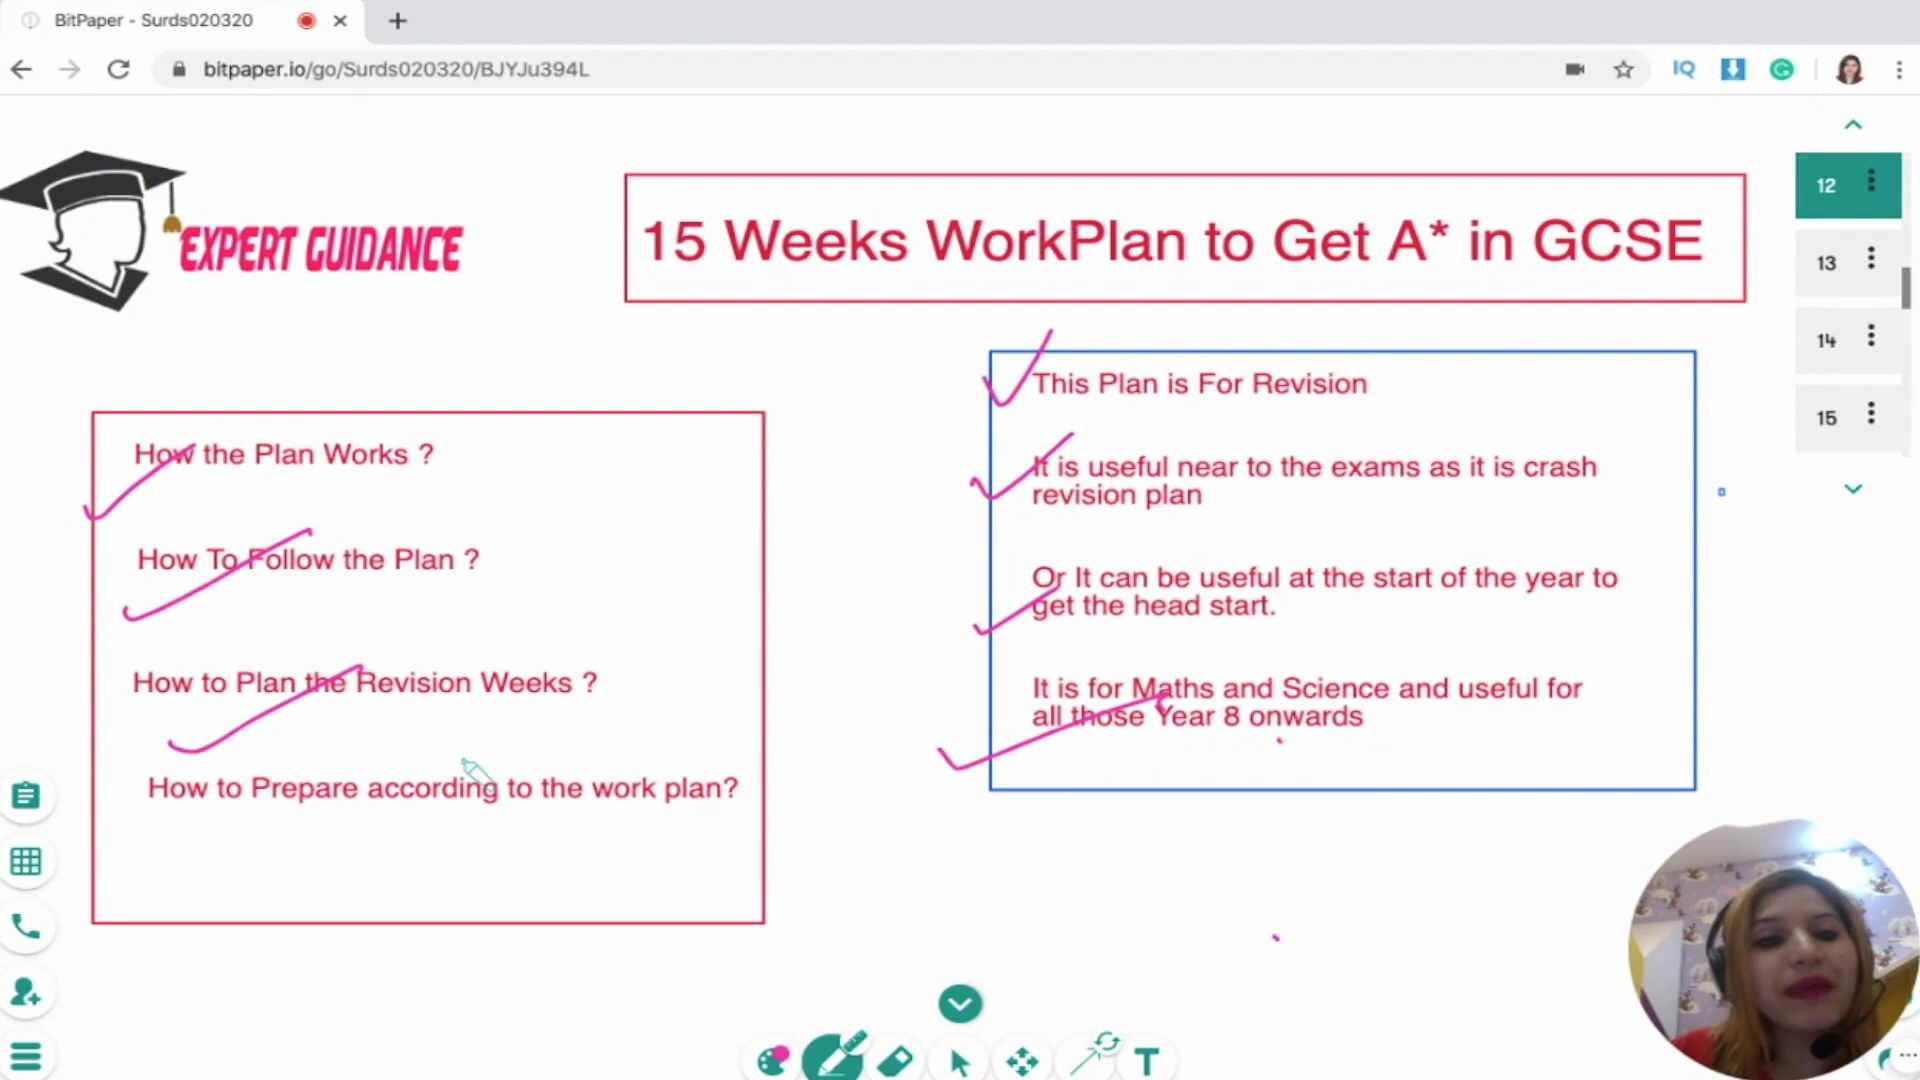 BitPaper - Surds020320
bitpaper.io/go/Surds020320/BJYJu394L
IQ
EXPERT GUIDANCE
15 Weeks WorkPlan to Get A* in GCSE
12
13
14
15
How the Plan Works ?
How To Follow the Plan ?
How to Plan the Revision Weeks ?
How to Prepare according to the work plan?
This Plan is For Revision
It is useful near to the exams as it is crash
revision plan
Or It can be useful at the start of the year to
get the head start.
It is for Maths and Science and useful for
all those Year 8 onwards
T